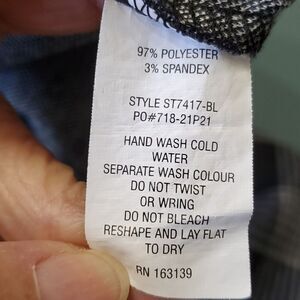 97% POLYESTER
3% SPANDEX
STYLE ST7417-BL
PO#718-21P21
HAND WASH COLD
WATER
SEPARATE WASH COLOUR
DO NOT TWIST
OR WRING
DO NOT BLEACH
RESHAPE AND LAY FLAT
TO DRY
RN 163139